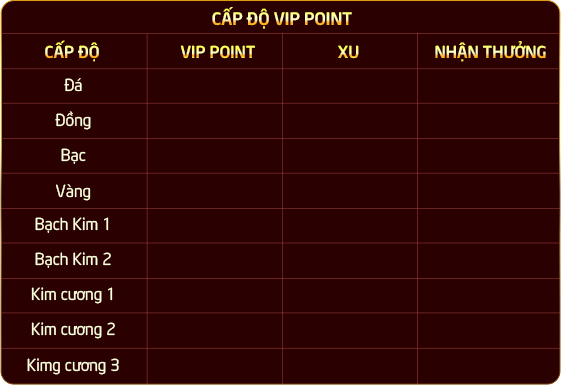 CẤP ĐỘ VIP POINT
CẤP ĐỘ VIP POINT XU NHẬN THƯỞNG
Đá
Đồng
Bạc
Vàng
Bạch Kim 1
Bạch Kim 2
Kim cương 1
Kim cương 2
Kimg cương 3